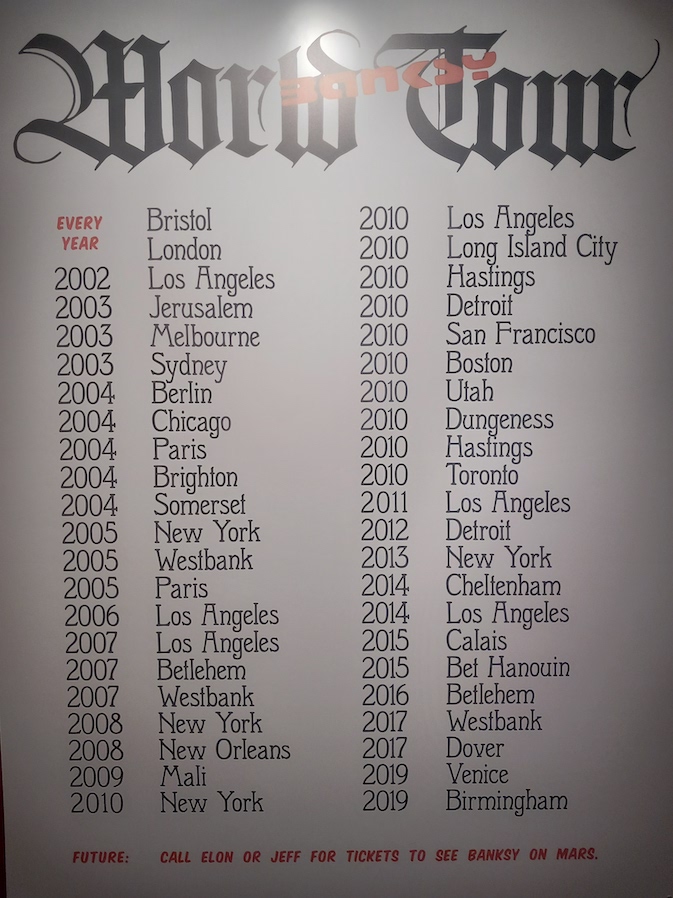 World Tour
BANKSY
EVERY
YEAR
Bristol
London
2002 Los Angeles
2003 Jerusalem
2003 Melbourne
2003 Sydney
2004 Berlin
2004 Chicago
2004 Paris
2004 Brighton
2004 Somerset
2005 New York
2005 Westbank
2005 Paris
2006 Los Angeles
2007 Los Angeles
2007 Betlehem
2007 Westbank
2008 New York
2008 New Orleans
2009 Mali
2010 New York
2010 Los Angeles
2010 Long Island City
2010 Hastings
2010 Detroit
2010 San Francisco
2010 Boston
2010 Utah
2010 Dungeness
2010 Hastings
2010 Toronto
2011 Los Angeles
2012 Detroit
2013 New York
2014 Cheltenham
2014 Los Angeles
2015 Calais
2015 Bet Hanouin
2016 Betlehem
2017 Westbank
2017 Dover
2019 Venice
2019 Birmingham
FUTURE: CALL ELON OR JEFF FOR TICKETS TO SEE BANKSY ON MARS.